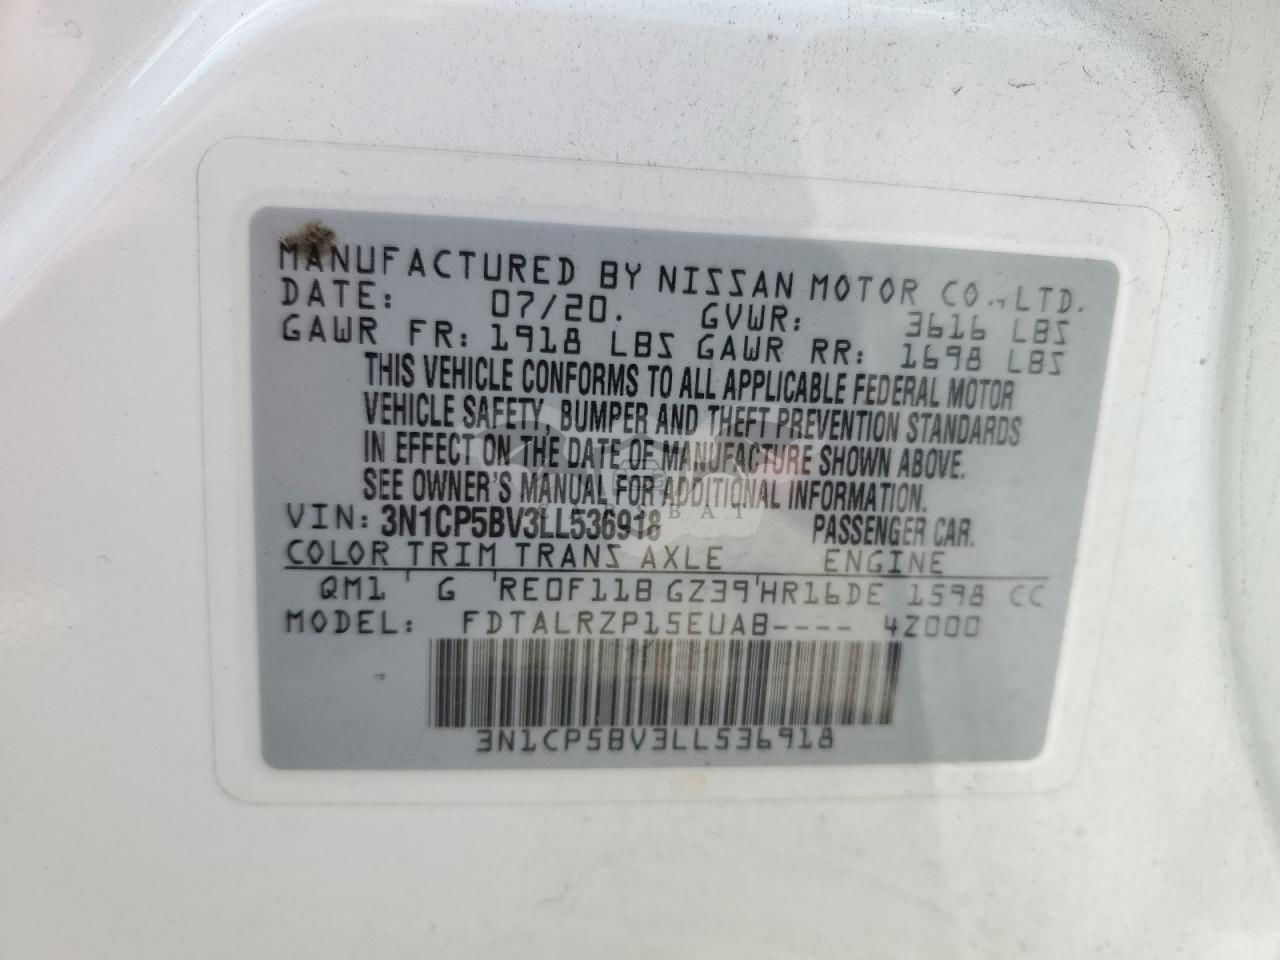 MANUFACTURED BY NISSAN MOTOR CO., LTD.
DATE: 07/20. GVWR: 3616 LBS
GAWR FR: 1918 LBS GAWR RR: 1698 LBS
THIS VEHICLE CONFORMS TO ALL APPLICABLE FEDERAL MOTOR
VEHICLE SAFETY, BUMPER AND THEFT PREVENTION STANDARDS
IN EFFECT ON THE DATE OF MANUFACTURE SHOWN ABOVE.
SEE OWNER'S MANUAL FOR ADDITIONAL INFORMATION.
VIN: 3N1CP5BV3LL536918 PASSENGER CAR.
COLOR TRIM TRANS AXLE ENGINE
QM1 ' G 'RE0F11B GZ39'HR16DE 1598 CC
MODEL: FDTALRZP15EUAB---- 4Z000
3N1CP5BV3LL536918